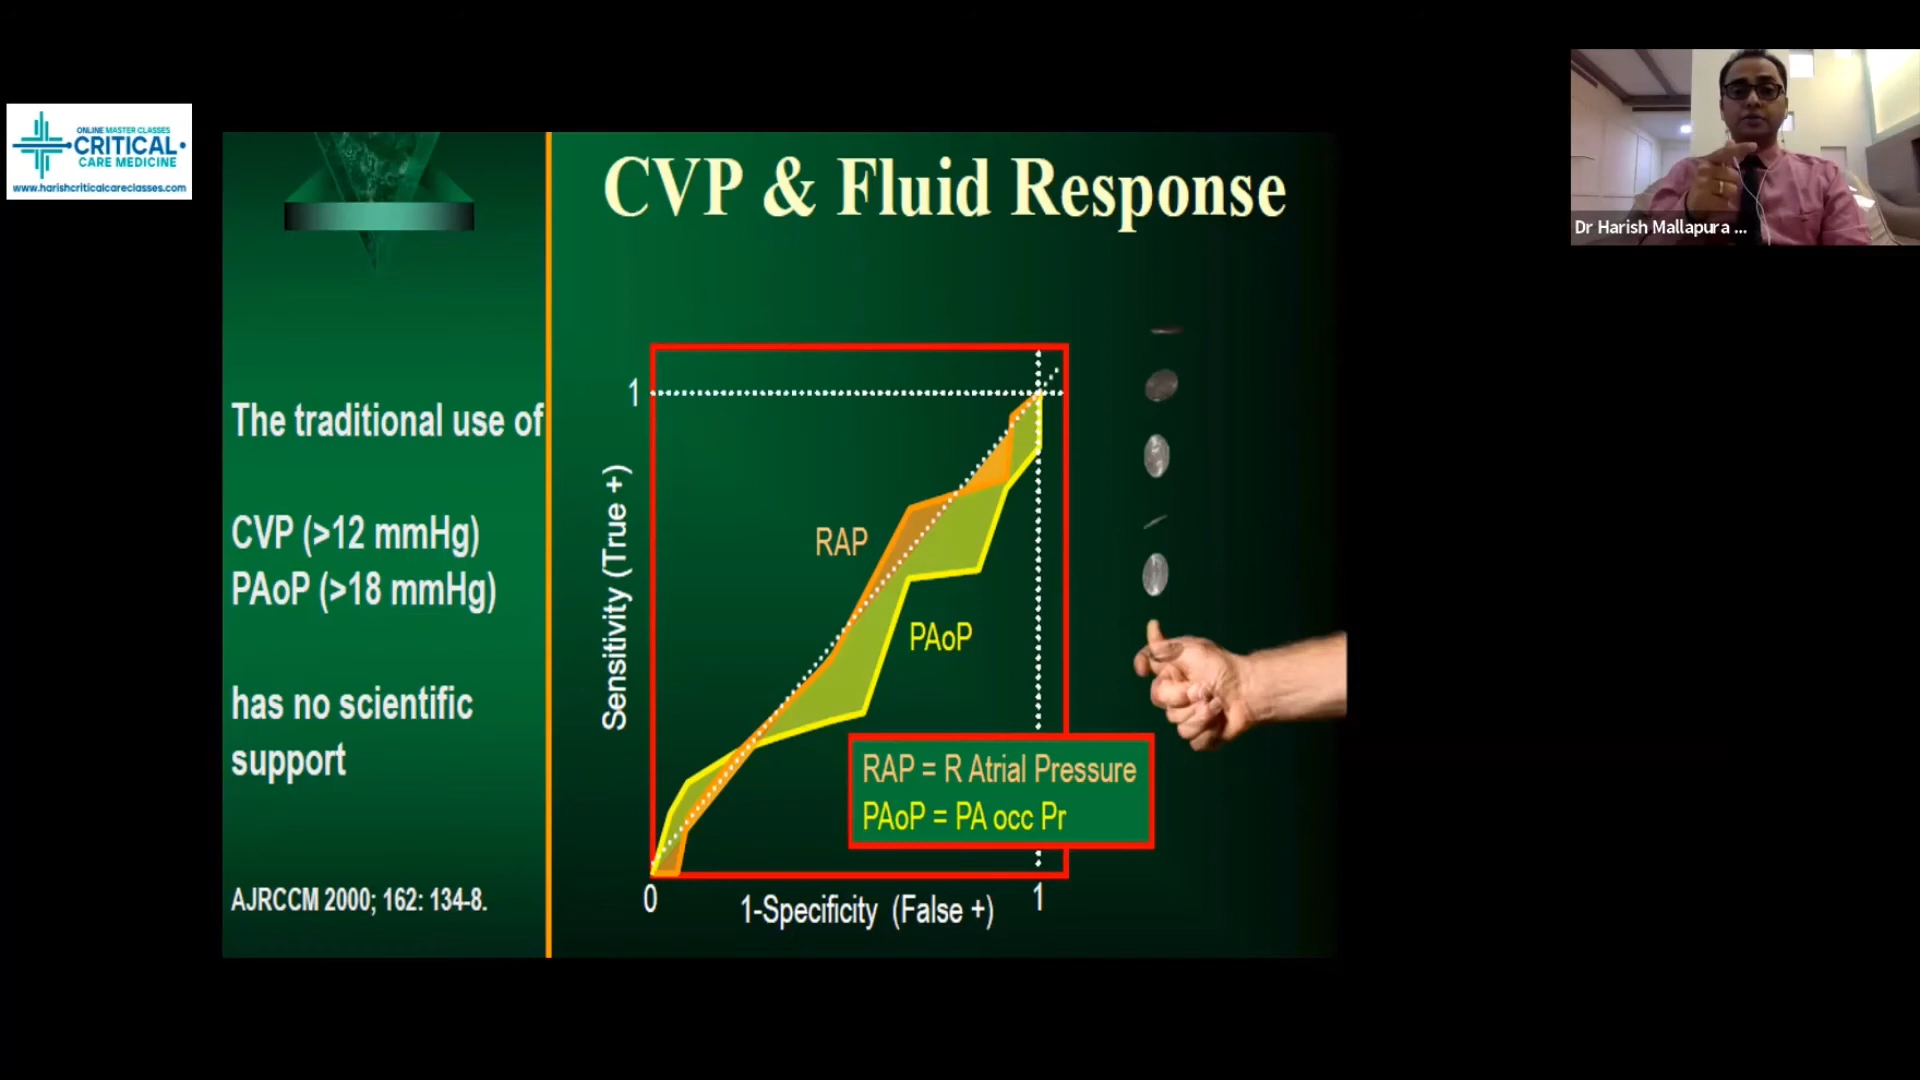 ONLINE MASTER CLASSES
CRITICAL
CARE MEDICINE
www.harishcriticalcareclasses.com
CVP & Fluid Response
The traditional use of
CVP (>12 mmHg)
PAoP (>18 mmHg)
has no scientific
support
AJRCCM 2000; 162: 134-8.
1
Sensitivity (True +)
RAP
PAoP
RAP = R Atrial Pressure
PAoP = PA occ Pr
0
1
1-Specificity (False +)
Dr Harish Mallapura ...